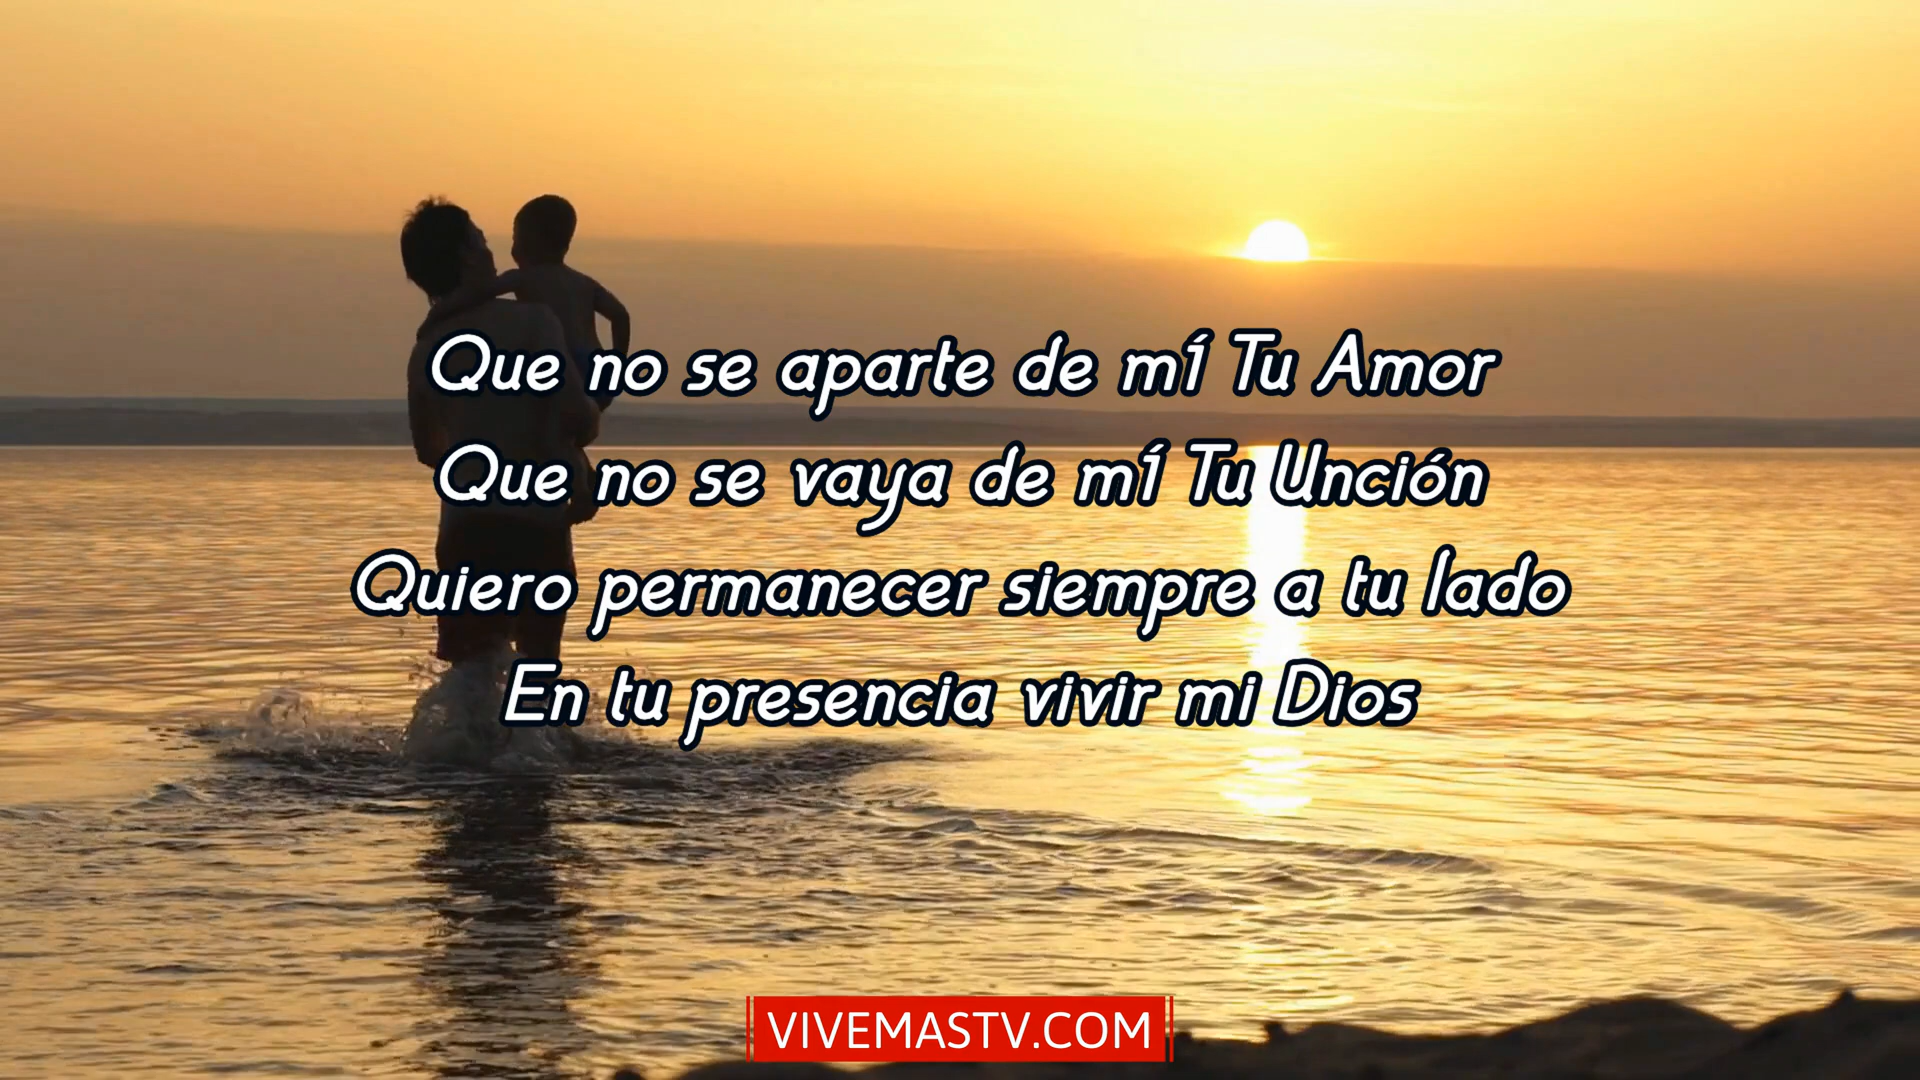 Que no se aparte de mí Tu Amor
Que no se vaya de mí Tu Unción
Quiero permanecer siempre a tu lado
En tu presencia vivir mi Dios
VIVEMASTV.COM